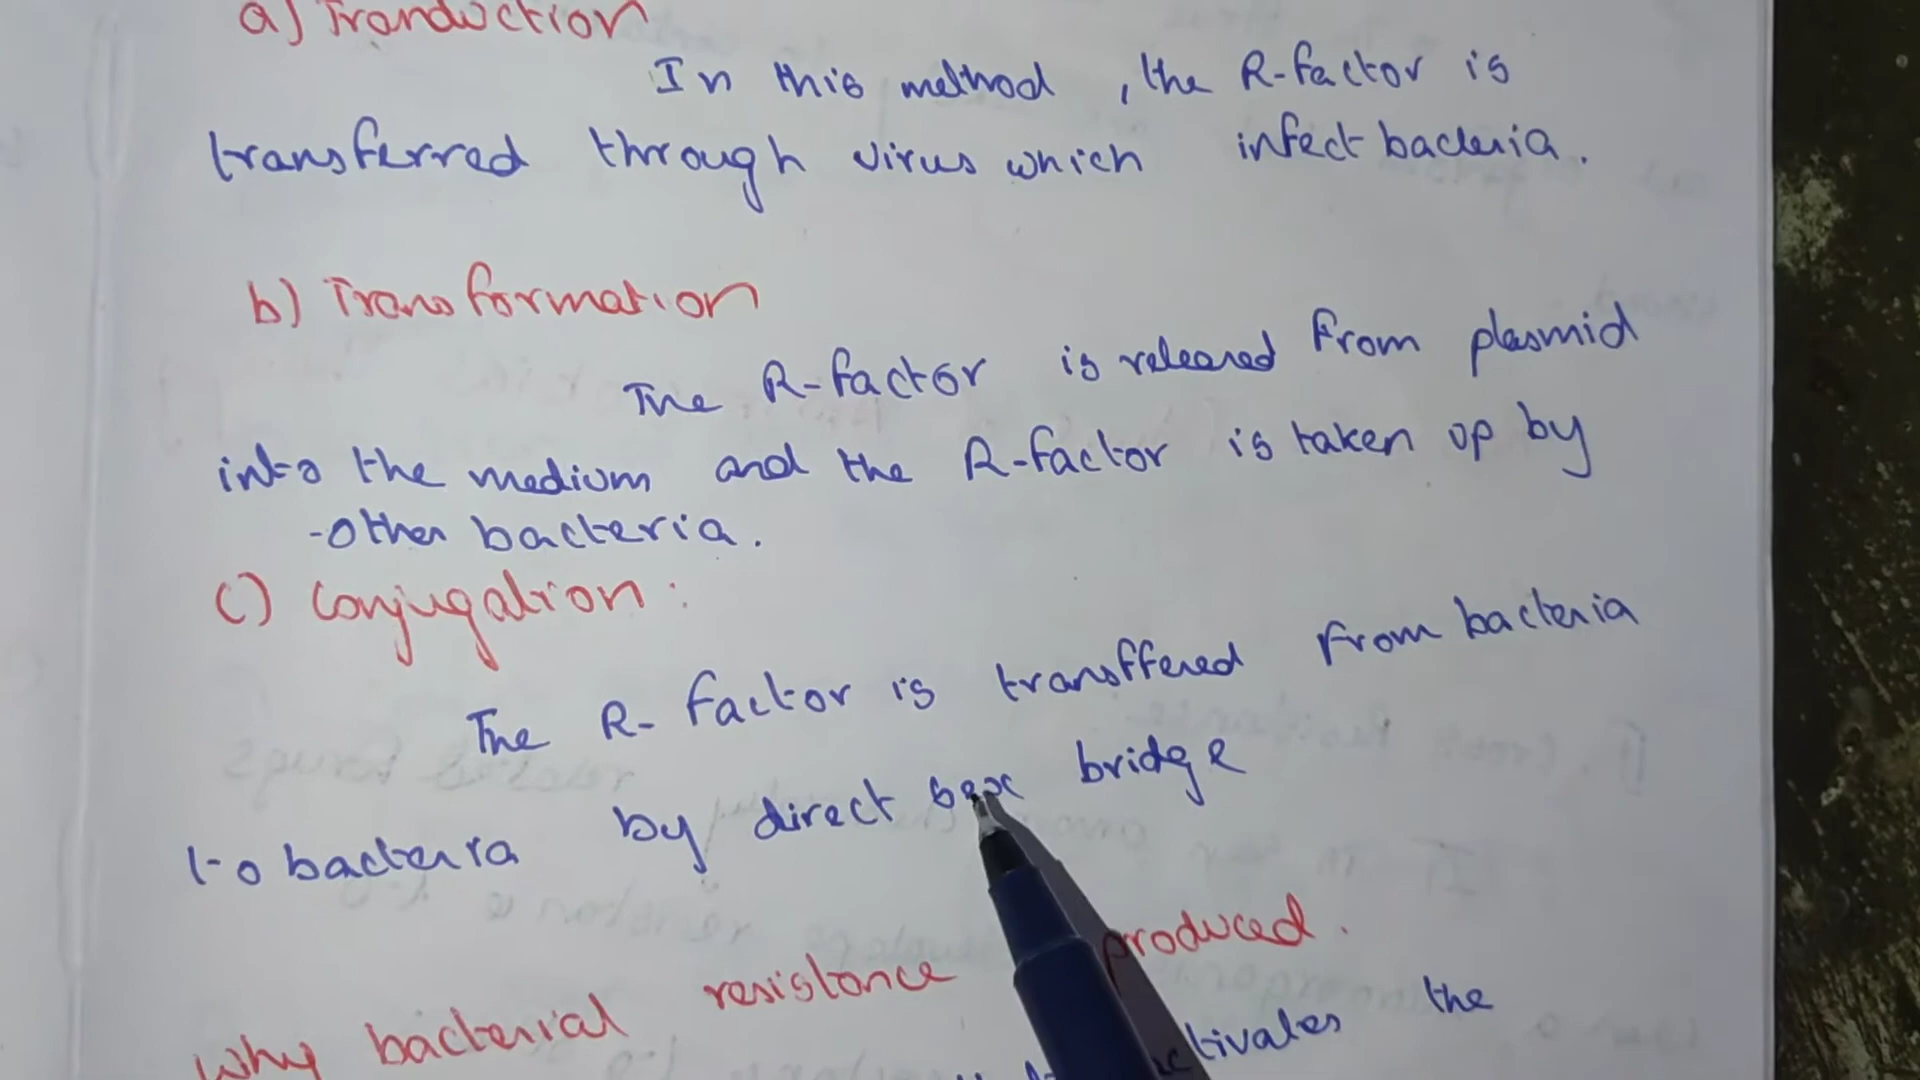 a) Tranduction
In this method, the R-factor is
transferred through virus which infect bacteria.
b) Transformation
The R-factor is released from plasmid
into the medium and the R-factor is taken up by
other bacteria.
c) Conjugation:
The R-factor is transffered from bacteria
to bacteria by direct sex bridge
Why bacterial resistance produced.
the